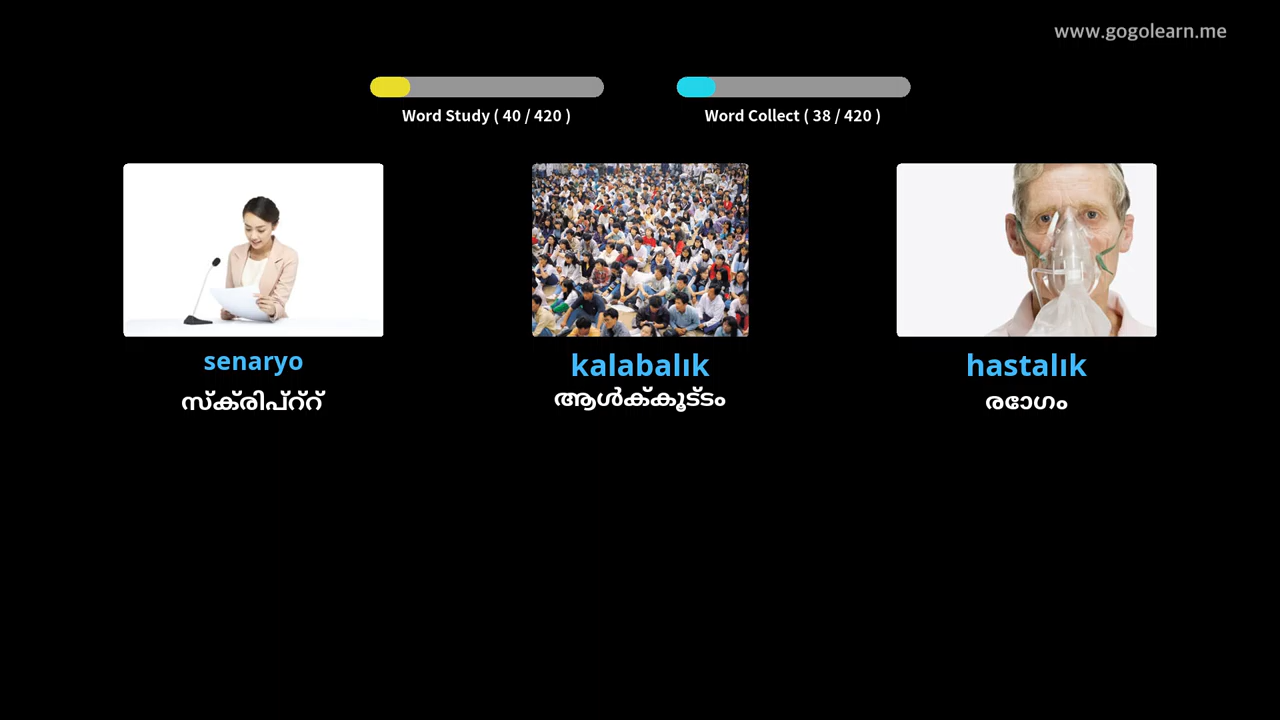 www.gogolearn.me
Word Study ( 40 / 420 )
Word Collect ( 38 / 420 )
senaryo
kalabalık
hastalık
സ്ക്രിപ്റ്റ്
ആൾക്കൂട്ടം
രോഗം